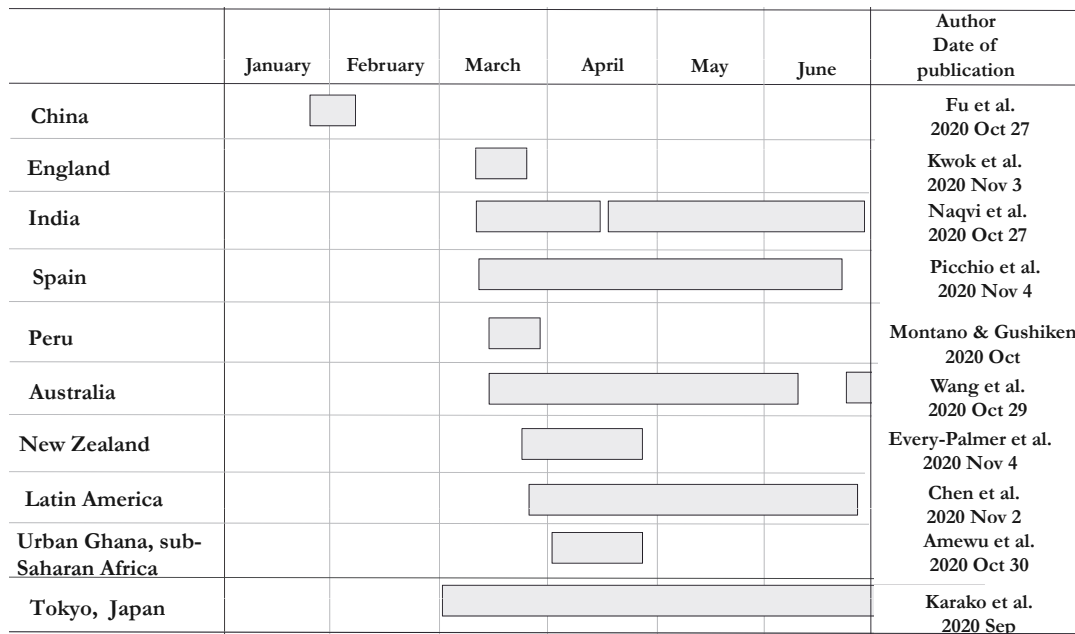 Author
Date of
publication
January February March April May June
China
Fu et al.
2020 Oct 27
England
Kwok et al.
2020 Nov 3
India
Naqvi et al.
2020 Oct 27
Spain
Picchio et al.
2020 Nov 4
Peru
Montano & Gushiken
2020 Oct
Australia
Wang et al.
2020 Oct 29
New Zealand
Every-Palmer et al.
2020 Nov 4
Latin America
Chen et al.
2020 Nov 2
Urban Ghana, sub-
Saharan Africa
Amewu et al.
2020 Oct 30
Tokyo, Japan
Karako et al.
2020 Sep